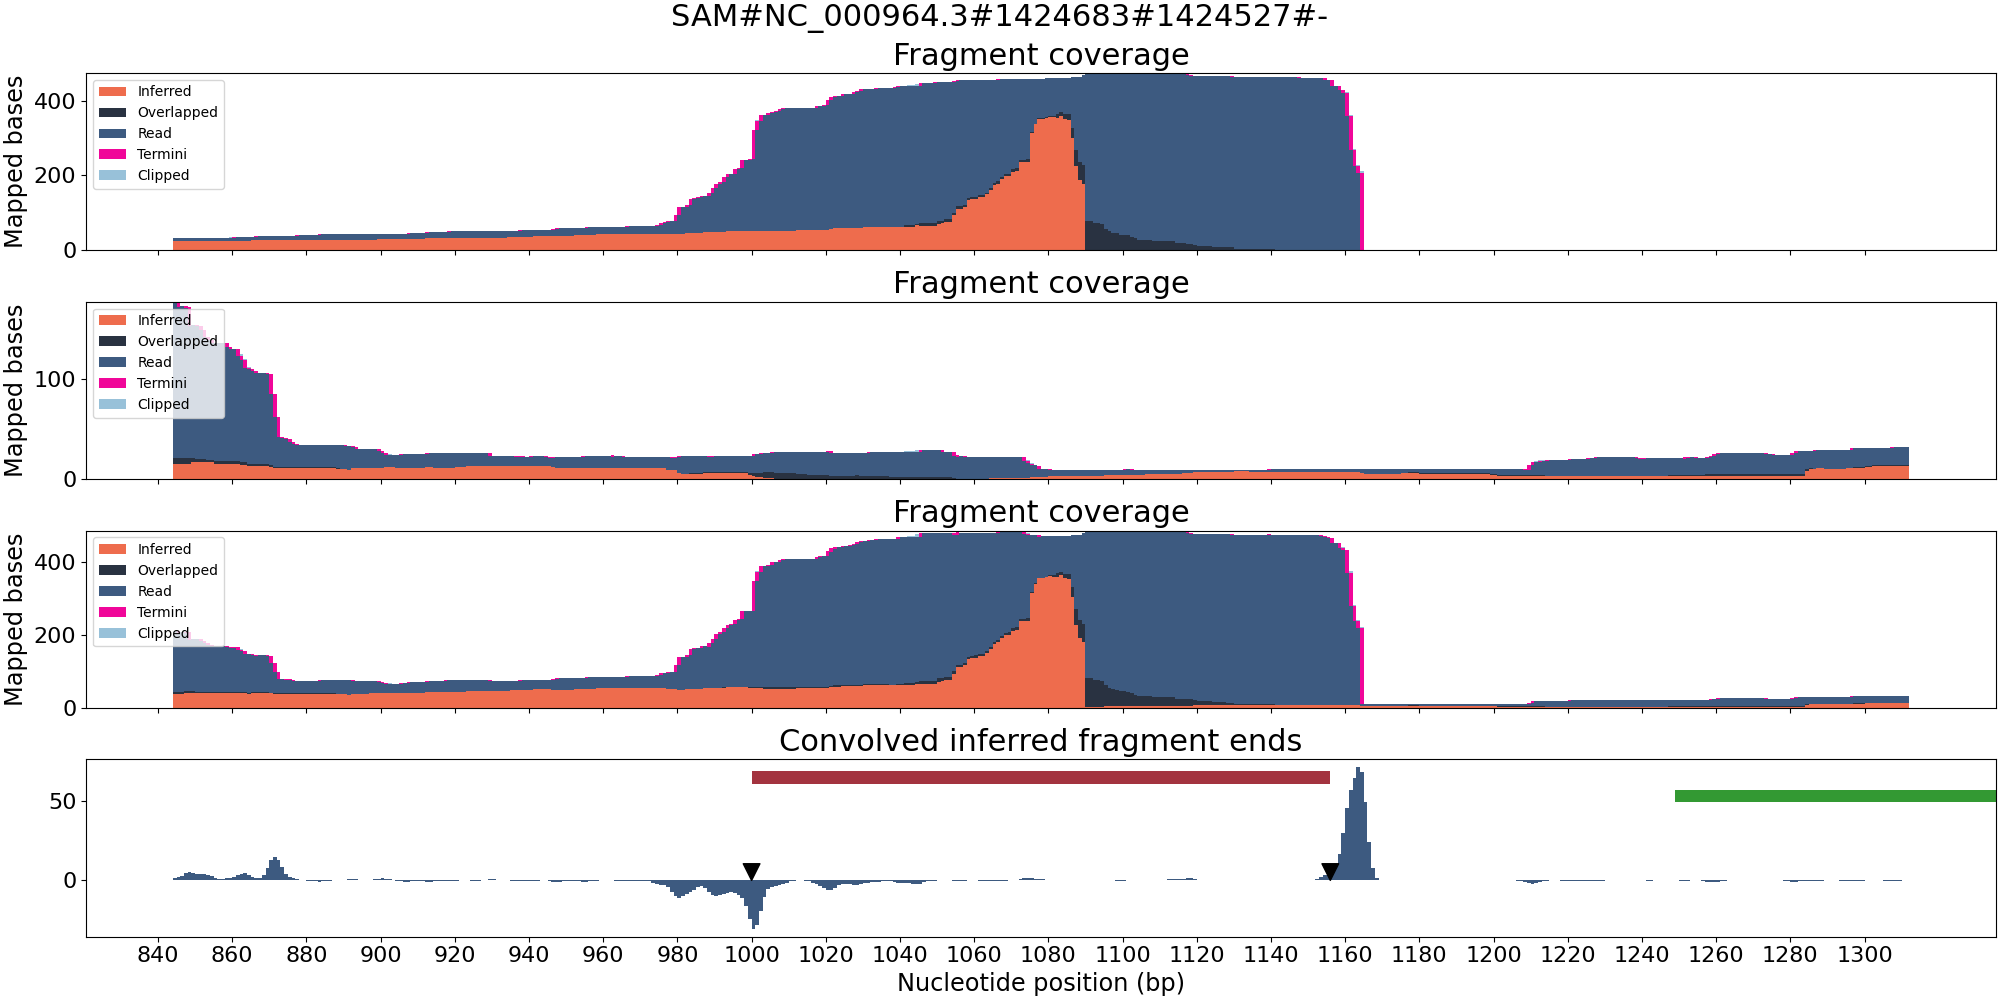 SAM#NC_000964.3#1424683#1424527#-
Fragment coverage
Mapped bases
400
200
0
Inferred
Overlapped
Read
Termini
Clipped
Fragment coverage
Mapped bases
100
0
Inferred
Overlapped
Read
Termini
Clipped
Fragment coverage
Mapped bases
400
200
0
Inferred
Overlapped
Read
Termini
Clipped
Convolved inferred fragment ends
50
0
840 860 880 900 920 940 960 980 1000 1020 1040 1060 1080 1100 1120 1140 1160 1180 1200 1220 1240 1260 1280 1300
Nucleotide position (bp)